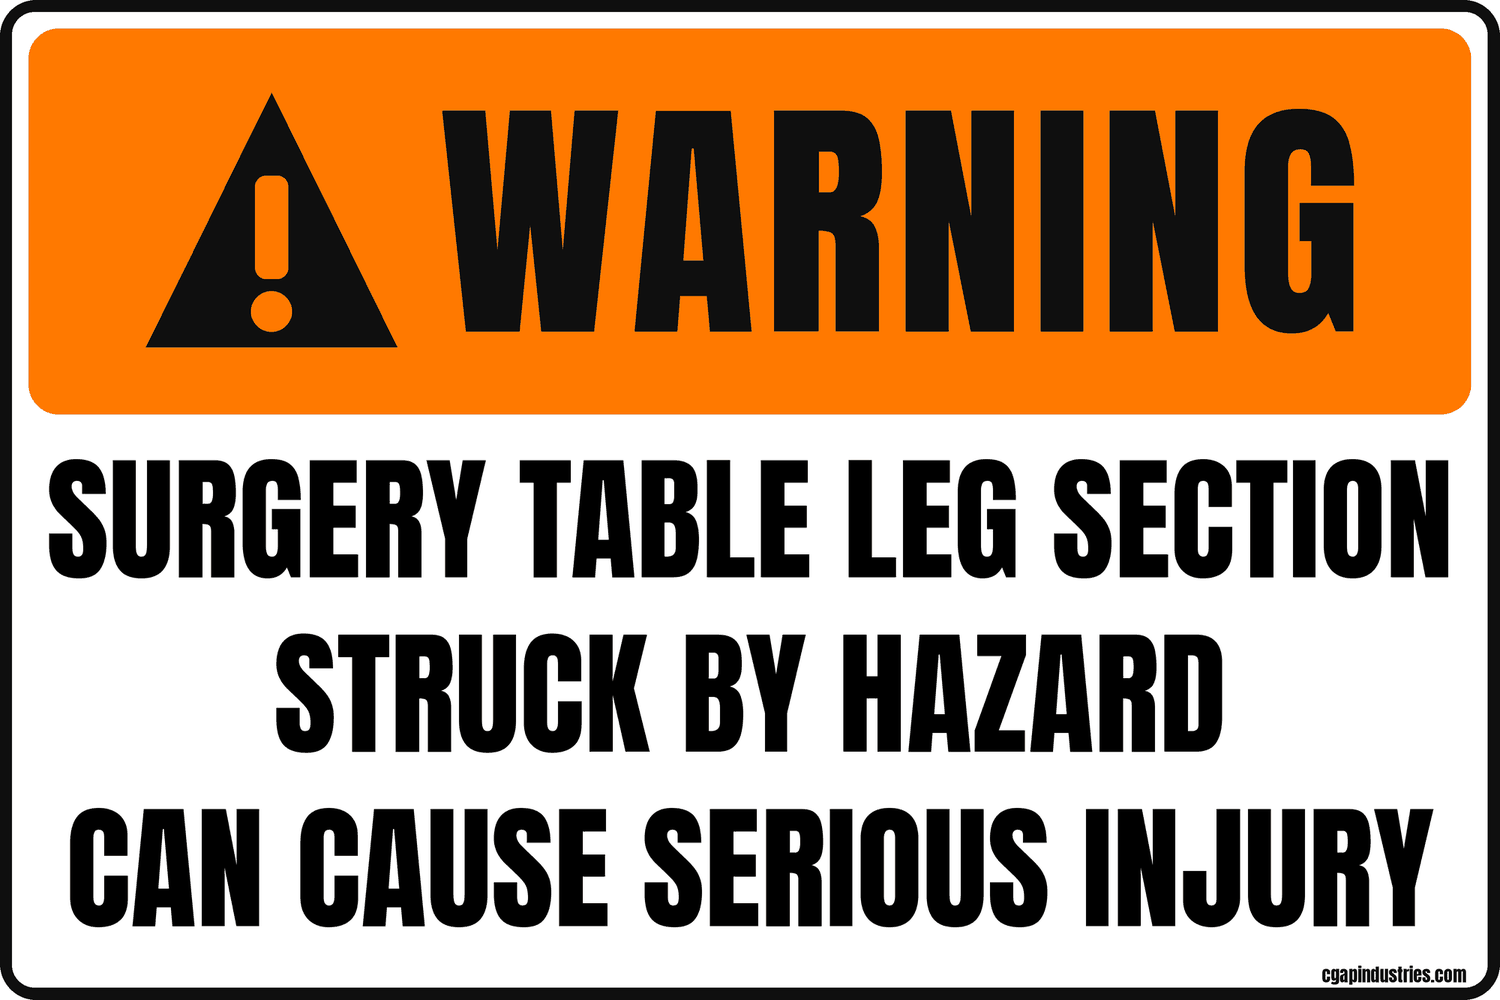 WARNING
SURGERY TABLE LEG SECTION
STRUCK BY HAZARD
CAN CAUSE SERIOUS INJURY
cgapindustries.com